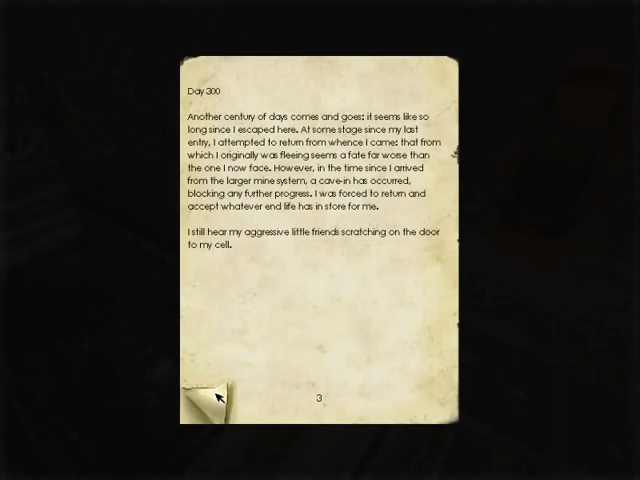 Day 300
Another century of days comes and goes: it seems like so
long since I escaped here. At some stage since my last
entry, I attempted to return from whence I came: that from
which I originally was fleeing seems a fate far worse than
the one I now face. However, in the time since I arrived
from the larger mine system, a cave-in has occurred,
blocking any further progress. I was forced to return and
accept whatever end life has in store for me.
I still hear my aggressive little friends scratching on the door
to my cell.
3